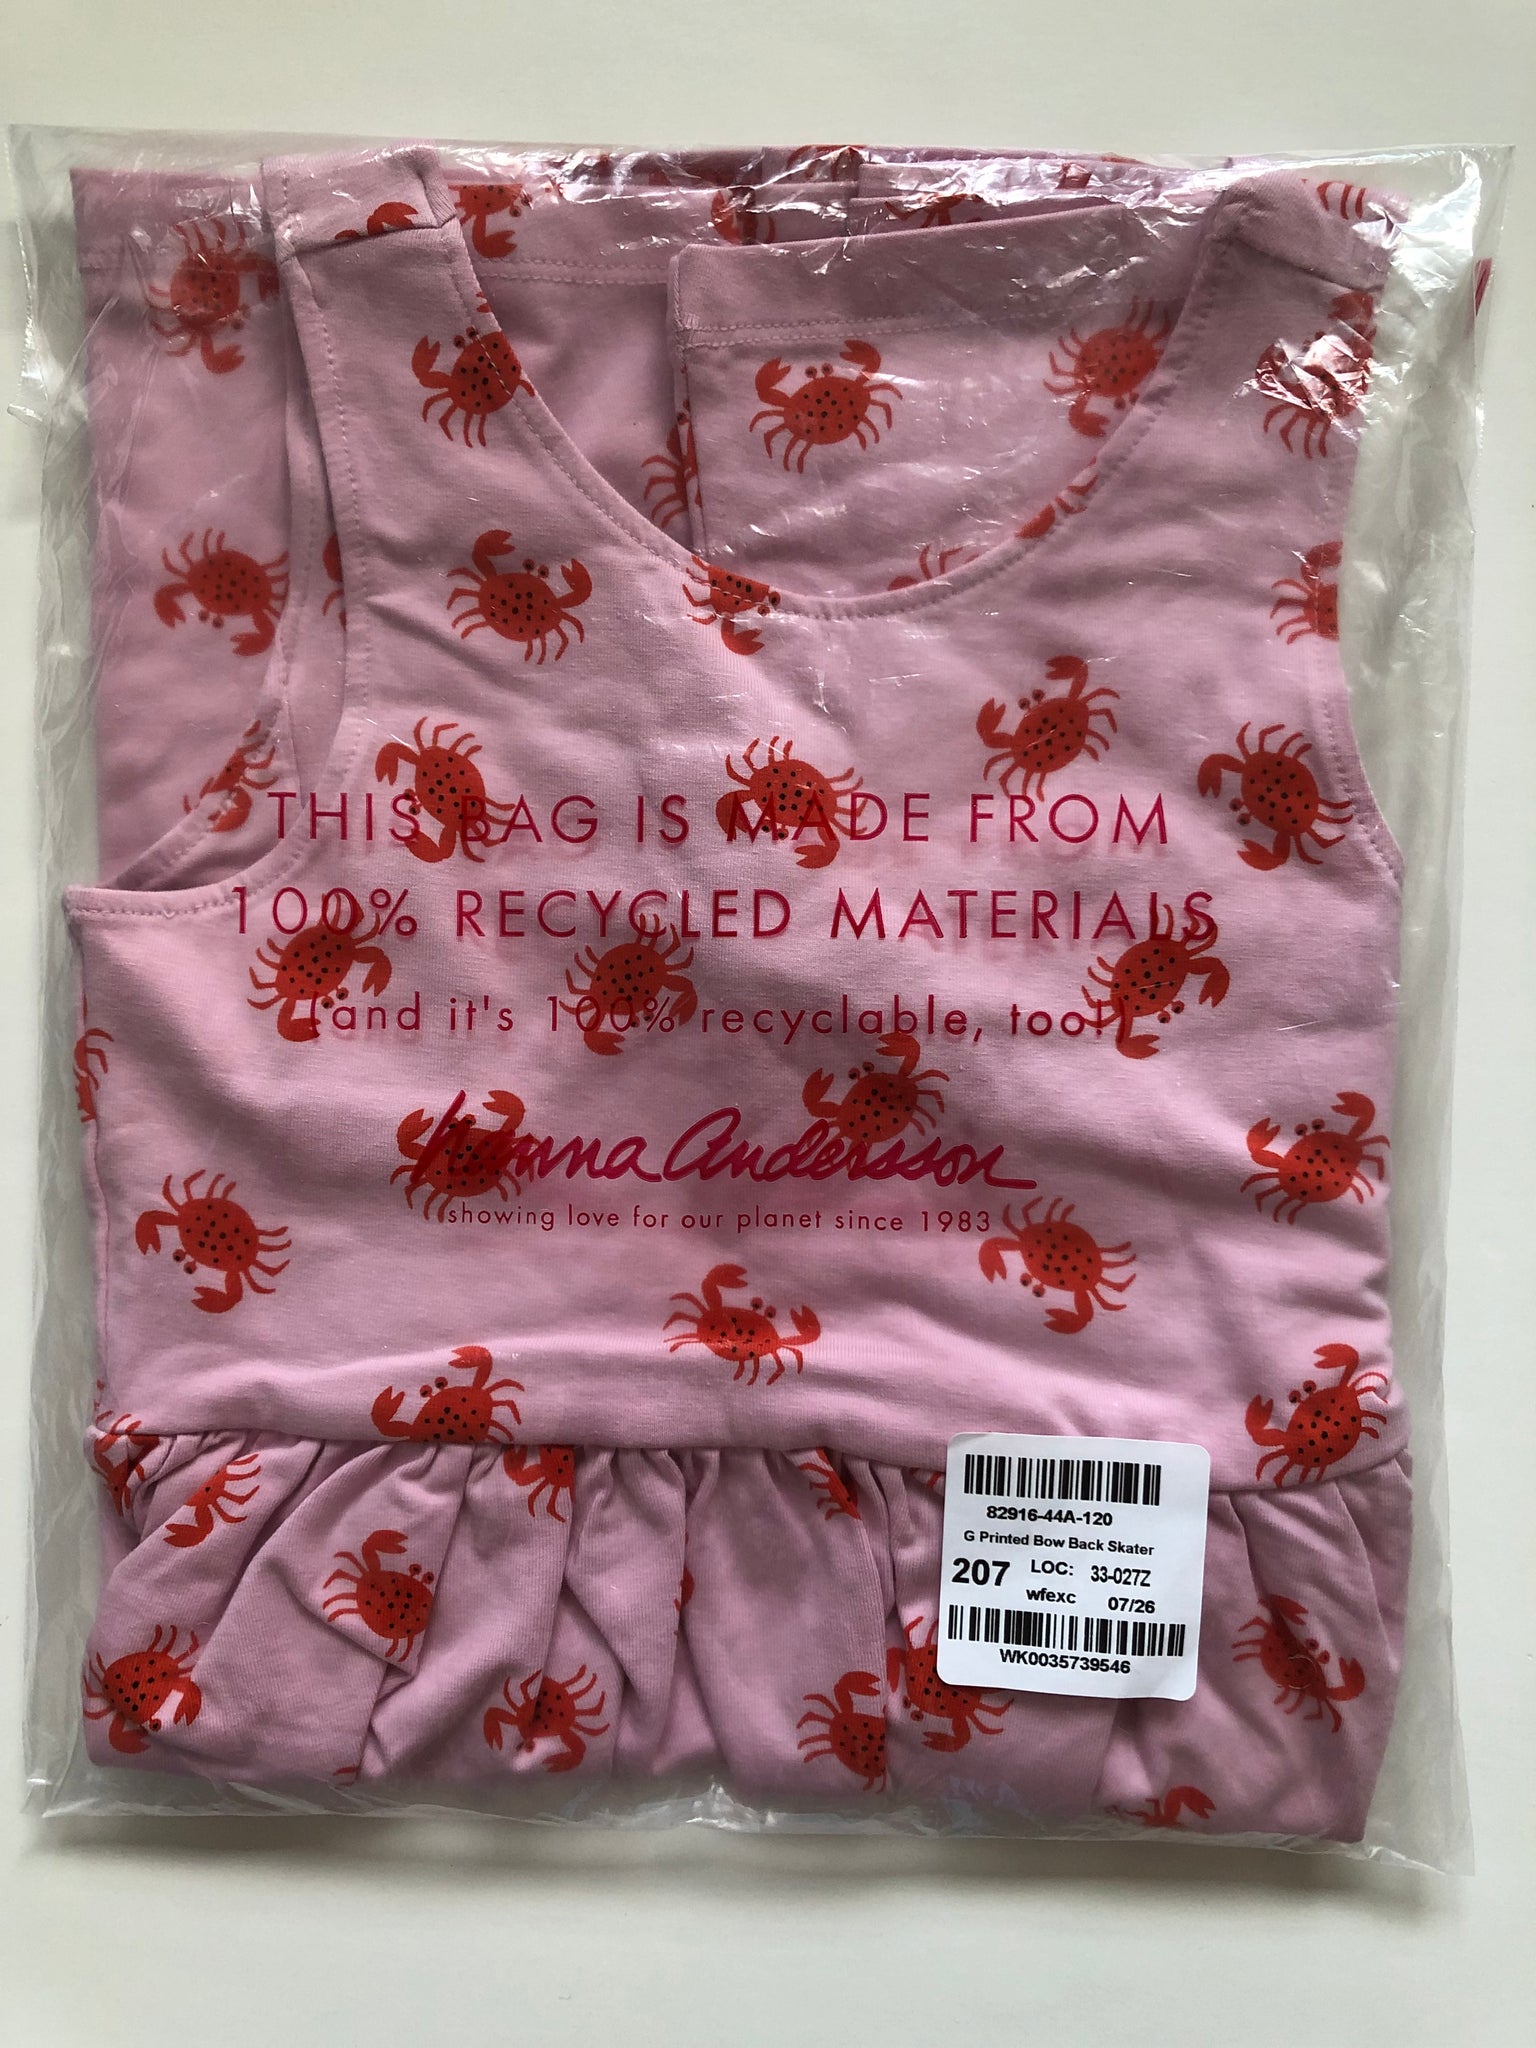 THIS BAG IS MADE FROM
100% RECYCLED MATERIALS
(and it's 100% recyclable, too!)
hanna Andersson
showing love for our planet since 1983
82916-44A-120
G Printed Bow Back Skater
207 LOC: 33-027Z
wfexc 07/26
WK0035739546